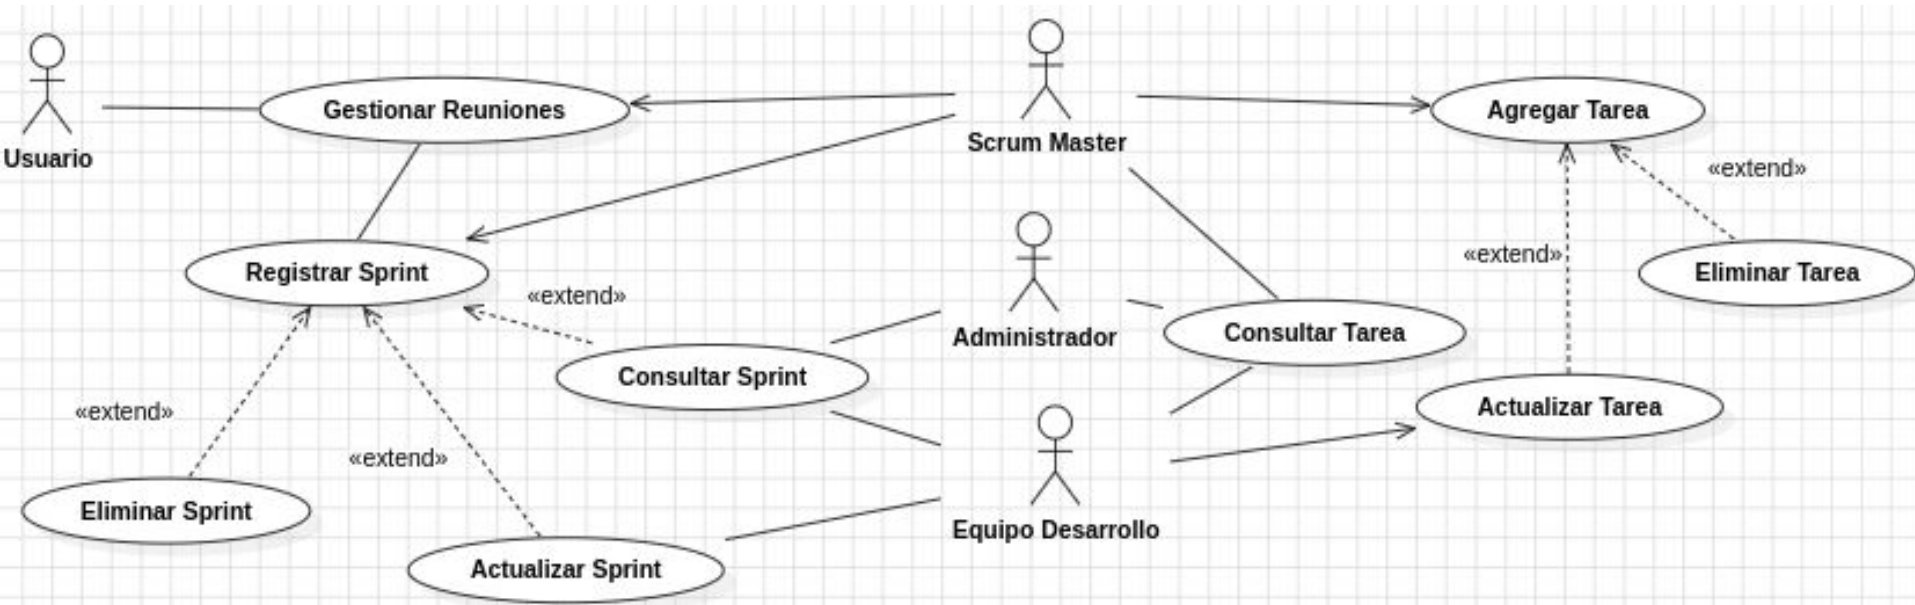 Usuario
Gestionar Reuniones
Scrum Master
Agregar Tarea
«extend»
«extend»
Registrar Sprint
Eliminar Tarea
«extend»
Administrador
Consultar Tarea
Consultar Sprint
Actualizar Tarea
«extend»
«extend»
Eliminar Sprint
Equipo Desarrollo
Actualizar Sprint